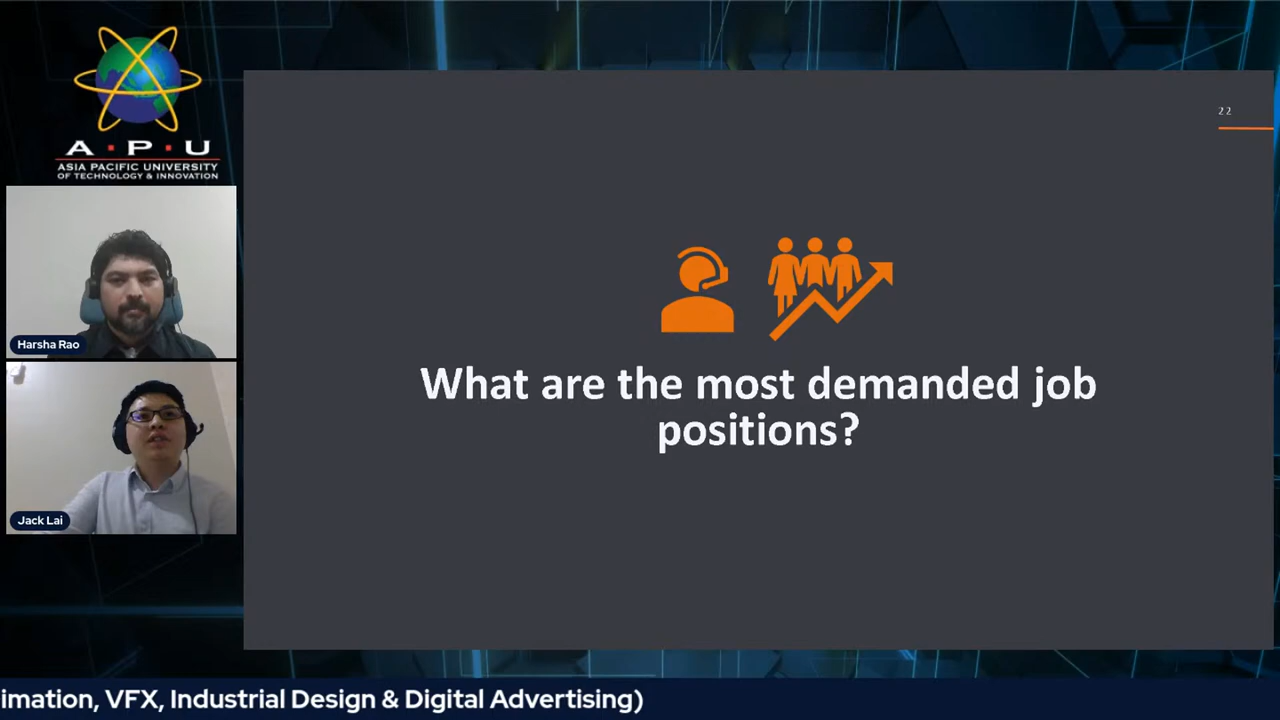 A·P·U
ASIA PACIFIC UNIVERSITY
OF TECHNOLOGY & INNOVATION
Harsha Rao
Jack Lai
22
What are the most demanded job
positions?
imation, VFX, Industrial Design & Digital Advertising)